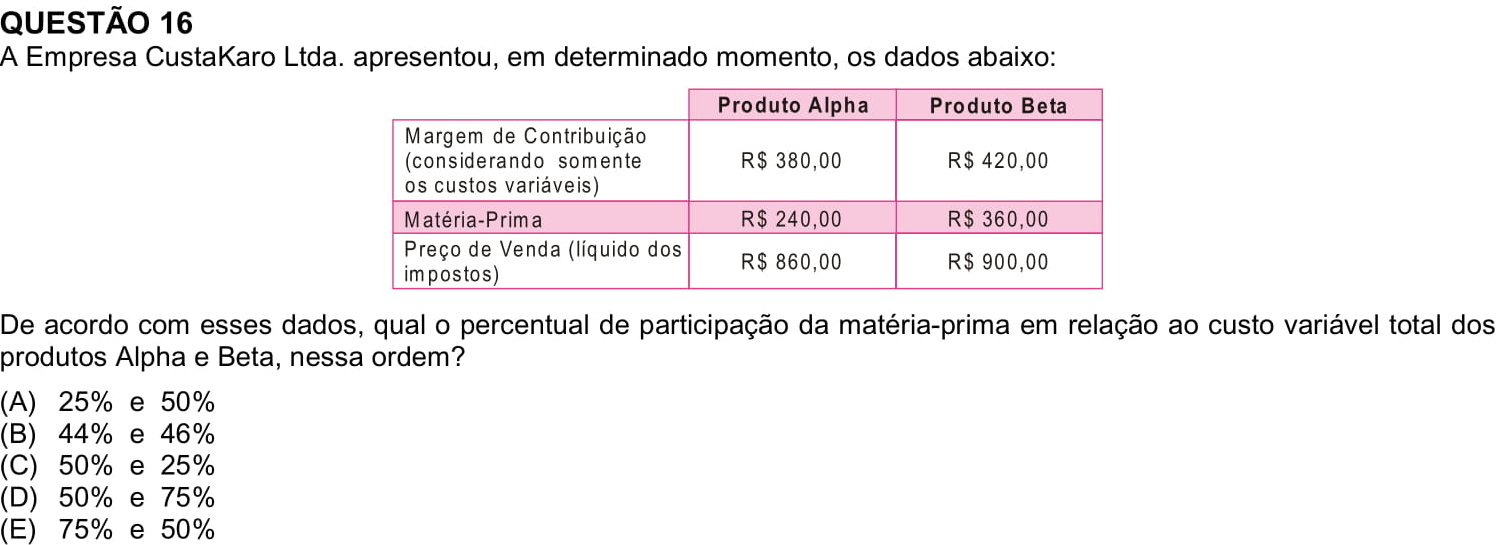 QUESTÃO 16
A Empresa CustaKaro Ltda. apresentou, em determinado momento, os dados abaixo:
Produto Alpha Produto Beta
Margem de Contribuição
(considerando somente
os custos variáveis)
R$ 380,00 R$ 420,00
Matéria-Prima R$ 240,00 R$ 360,00
Preço de Venda (líquido dos
impostos)
R$ 860,00 R$ 900,00
De acordo com esses dados, qual o percentual de participação da matéria-prima em relação ao custo variável total dos
produtos Alpha e Beta, nessa ordem?
(A) 25% e 50%
(B) 44% e 46%
(C) 50% e 25%
(D) 50% e 75%
(E) 75% e 50%